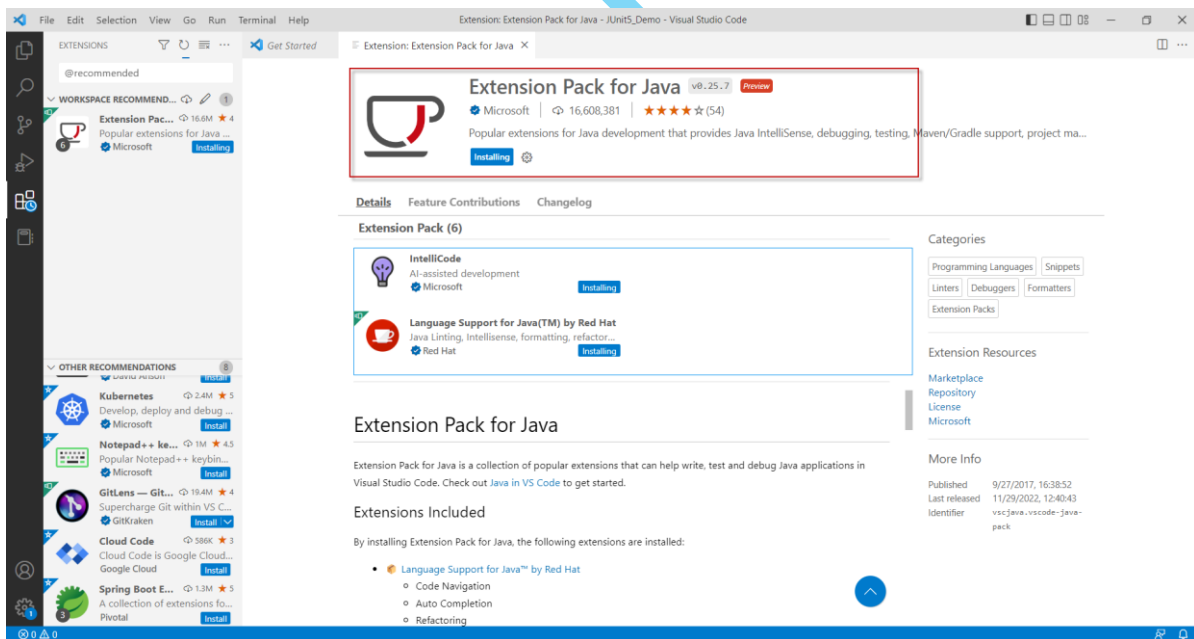 File Edit Selection View Go Run Terminal Help
Extension: Extension Pack for Java - JUnit5_Demo - Visual Studio Code
EXTENSIONS
@recommended
WORKSPACE RECOMMEND... 1
Extension Pac... 16.6M ★ 4
Popular extensions for Java ...
Microsoft Installing
6
OTHER RECOMMENDATIONS 8
David Anson Install
Kubernetes 2.4M ★ 5
Develop, deploy and debug ...
Microsoft Install
Notepad++ ke... 1M ★ 4.5
Popular Notepad++ keybin...
Microsoft Install
GitLens — Git... 19.4M ★ 4
Supercharge Git within VS C...
GitKraken Install
Cloud Code 586K ★ 3
Cloud Code is Google Cloud...
Google Cloud Install
Spring Boot E... 1.3M ★ 5
A collection of extensions fo...
3
Pivotal Install
1
Get Started
Extension: Extension Pack for Java
Extension Pack for Java v0.25.7 Preview
Microsoft 16,608,381 ★★★★☆(54)
Popular extensions for Java development that provides Java IntelliSense, debugging, testing, Maven/Gradle support, project ma...
Installing
Details Feature Contributions Changelog
Extension Pack (6)
IntelliCode
AI-assisted development
Microsoft Installing
Language Support for Java(TM) by Red Hat
Java Linting, Intellisense, formatting, refactor...
Red Hat Installing
Extension Pack for Java
Extension Pack for Java is a collection of popular extensions that can help write, test and debug Java applications in
Visual Studio Code. Check out Java in VS Code to get started.
Extensions Included
By installing Extension Pack for Java, the following extensions are installed:
• Language Support for Java™ by Red Hat
◦ Code Navigation
◦ Auto Completion
◦ Refactoring
Categories
Programming Languages Snippets
Linters Debuggers Formatters
Extension Packs
Extension Resources
Marketplace
Repository
License
Microsoft
More Info
Published 9/27/2017, 16:38:52
Last released 11/29/2022, 12:40:43
Identifier vscjava.vscode-java-
pack
0 0